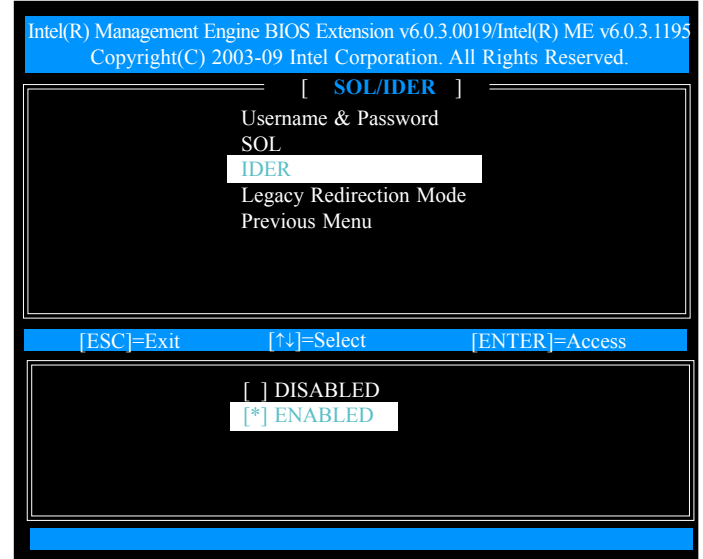 Intel(R) Management Engine BIOS Extension v6.0.3.0019/Intel(R) ME v6.0.3.1195
Copyright(C) 2003-09 Intel Corporation. All Rights Reserved.
[ SOL/IDER ]
Username & Password
SOL
IDER
Legacy Redirection Mode
Previous Menu
[ESC]=Exit [↑↓]=Select [ENTER]=Access
[ ] DISABLED
[*] ENABLED